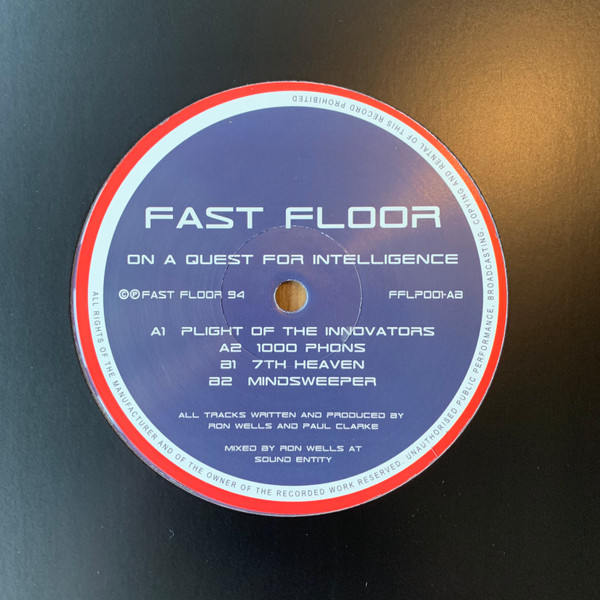 FAST FLOOR
ON A QUEST FOR INTELLIGENCE
©℗ FAST FLOOR 94 FFLP001-AB
A1 PLIGHT OF THE INNOVATORS
A2 1000 PHONS
B1 7TH HEAVEN
B2 MINDSWEEPER
ALL TRACKS WRITTEN AND PRODUCED BY
RON WELLS AND PAUL CLARKE
MIXED BY RON WELLS AT
SOUND ENTITY
ALL RIGHTS OF THE MANUFACTURER AND OF THE OWNER OF THE RECORDED WORK RESERVED. UNAUTHORISED PUBLIC PERFORMANCE, BROADCASTING, COPYING AND RENTAL OF THIS RECORD PROHIBITED